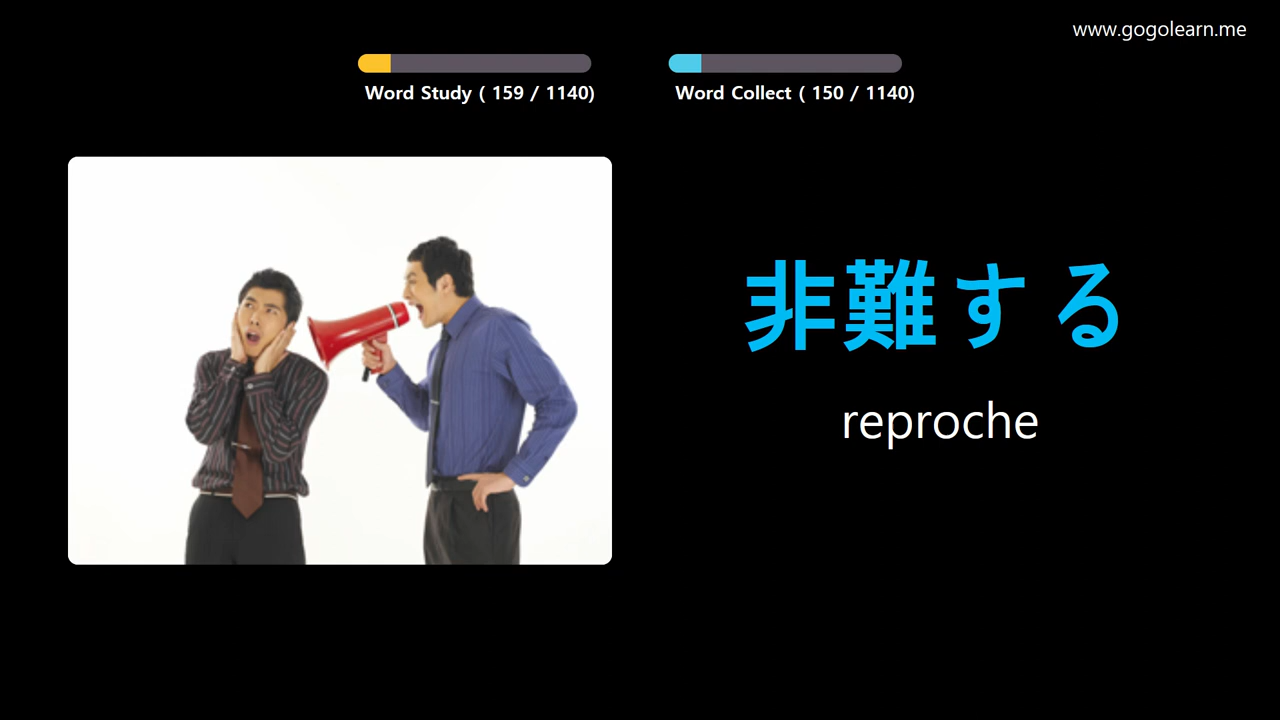 www.gogolearn.me
Word Study ( 159 / 1140)
Word Collect ( 150 / 1140)
非難する
reproche